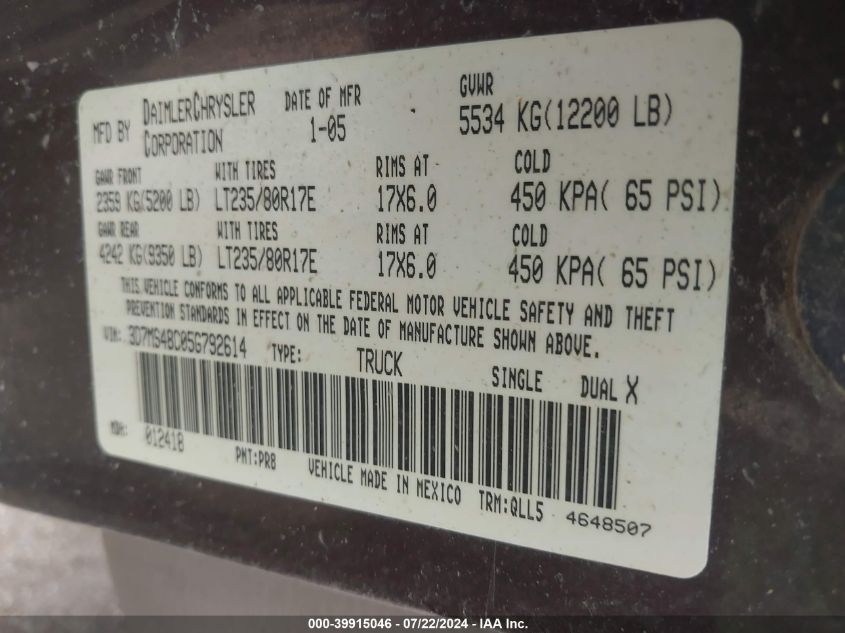 MFD BY DAIMLERCHRYSLER CORPORATION DATE OF MFR 1-05 GVWR 5534 KG(12200 LB)
GAWR FRONT WITH TIRES RIMS AT COLD
2359 KG(5200 LB) LT235/80R17E 17X6.0 450 KPA( 65 PSI)
GAWR REAR WITH TIRES RIMS AT COLD
4242 KG(9350 LB) LT235/80R17E 17X6.0 450 KPA( 65 PSI)
THIS VEHICLE CONFORMS TO ALL APPLICABLE FEDERAL MOTOR VEHICLE SAFETY AND THEFT
PREVENTION STANDARDS IN EFFECT ON THE DATE OF MANUFACTURE SHOWN ABOVE.
VIN: 3D7MS48C05G792614 TYPE: TRUCK SINGLE DUAL X
MDH: 012418 PNT:PR8 VEHICLE MADE IN MEXICO TRM:QLL5 4648507
000-39915046 - 07/22/2024 - IAA, Inc.